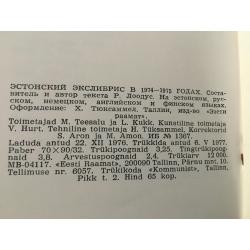 ЭСТОНСКИЙ ЭКСЛИБРИС В 1974—1975 ГОДАХ. Соста-
витель и автор текста Р. Лоодус. На эстонском, рус-
ском, немецком, английском и финском языках.
Оформление: Х. Тюксаммел. Таллин, изд-во «Ээсти
раамат».
Toimetajad M. Teesalu ja L. Kukk. Kunstiline toimetaja
V. Hurt. Tehniline toimetaja H. Tüksammel. Korrektorid
S. Aron ja M. Aron. ИБ № 1367.
Laduda antud 22. XII 1976. Trükkida antud 6. V 1977.
Paber 70×90/32. Trükipoognaid 3,25. Tingtrükipoog-
naid 3,8. Arvestuspoognaid 2,4. Trükiarv 12 000.
MB-04117. «Eesti Raamat», 200090 Tallinn, Pärnu mnt. 10.
Tellimuse nr. 6057. Trükikoda «Kommunist», Tallinn,
Pikk t. 2. Hind 65 kop.